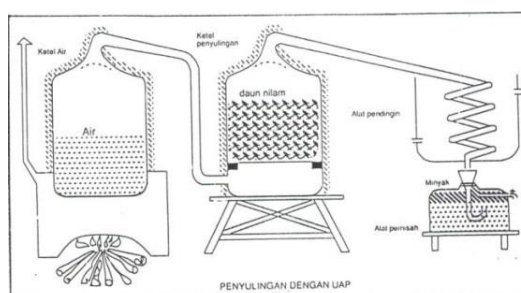 Ketel Air
Ketel
penyulingan
daun nilam
Air
Alat pendingin
Minyak
Alat pemisah
PENYULINGAN DENGAN UAP